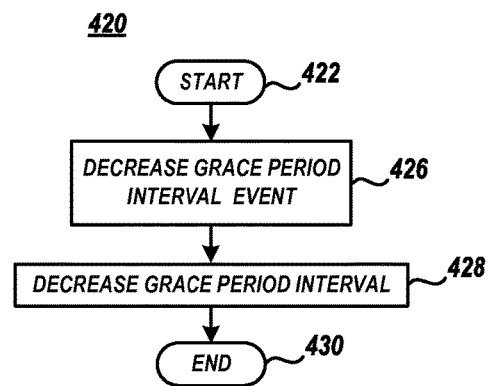 420
START 422
DECREASE GRACE PERIOD
INTERVAL EVENT 426
DECREASE GRACE PERIOD INTERVAL 428
END 430